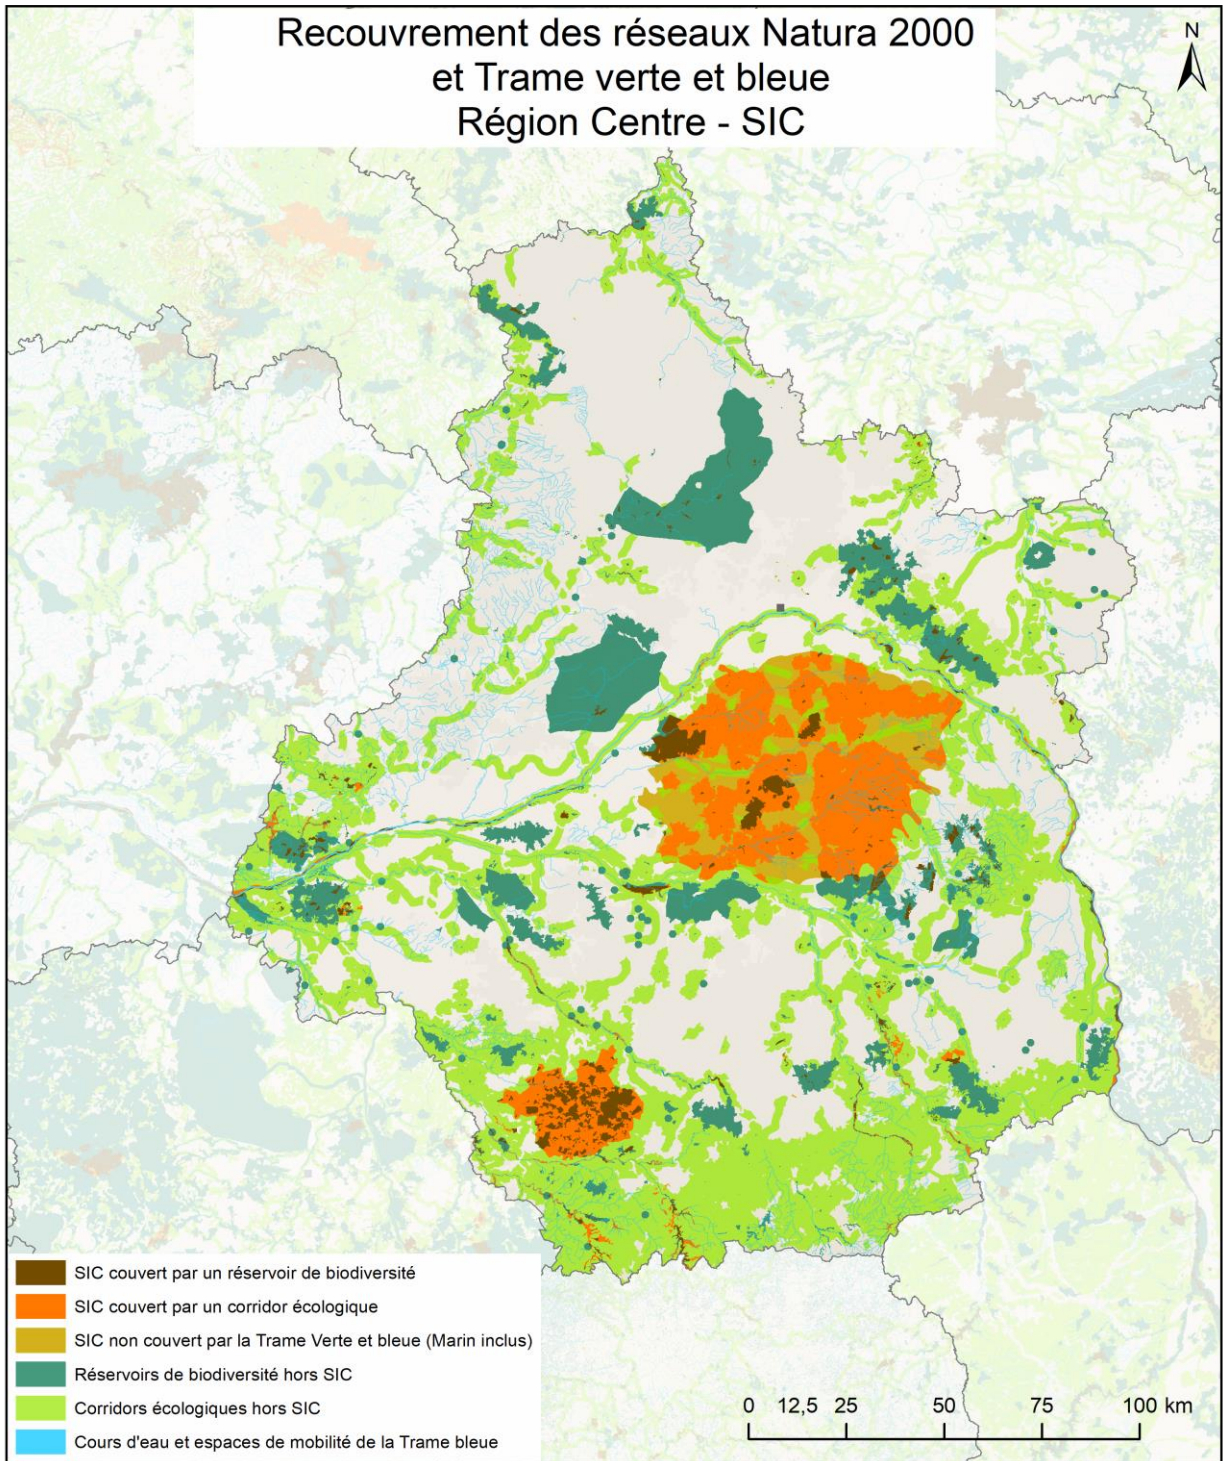 Recouvrement des réseaux Natura 2000
et Trame verte et bleue
Région Centre - SIC
N
SIC couvert par un réservoir de biodiversité
SIC couvert par un corridor écologique
SIC non couvert par la Trame Verte et bleue (Marin inclus)
Réservoirs de biodiversité hors SIC
Corridors écologiques hors SIC
Cours d'eau et espaces de mobilité de la Trame bleue
0 12,5 25 50 75 100 km